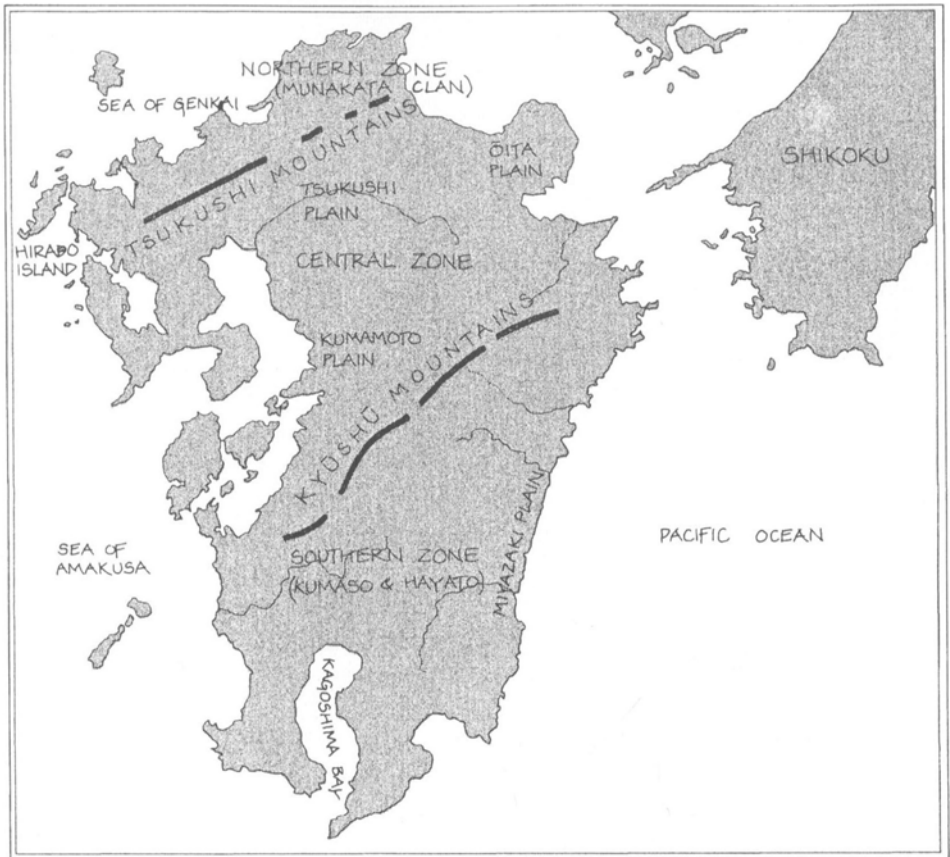 NORTHERN ZONE
(MUNAKATA CLAN)
SEA OF GENKAI
TSUKUSHI MOUNTAINS
ŌITA
PLAIN
SHIKOKU
TSUKUSHI
PLAIN
HIRADO
ISLAND
CENTRAL ZONE
KUMAMOTO
PLAIN
KYŪSHŪ MOUNTAINS
MIYAZAKI PLAIN
PACIFIC OCEAN
SEA OF
AMAKUSA
SOUTHERN ZONE
(KUMASO & HAYATO)
KAGOSHIMA BAY